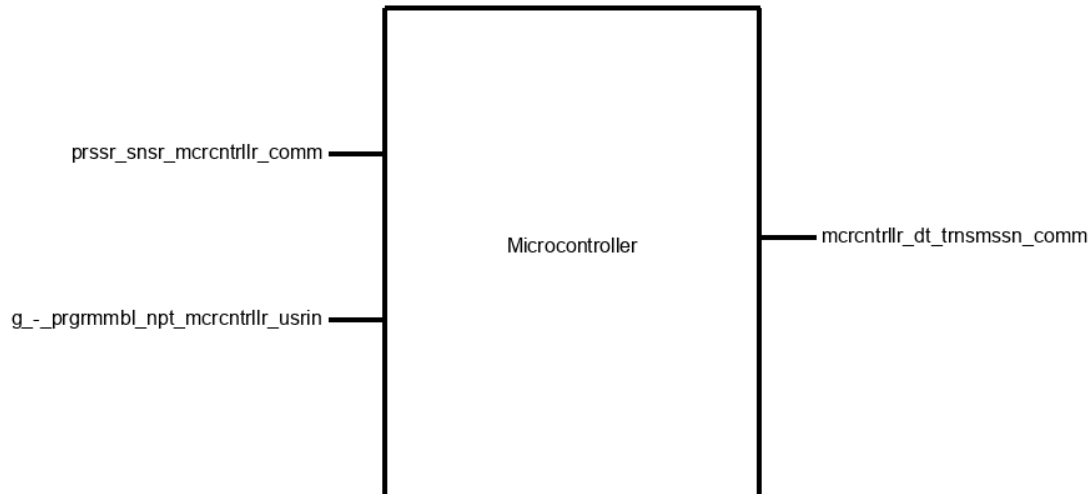 prssr_snsr_mcrcntrllr_comm
mcrcntrllr_dt_trnsmssn_comm
Microcontroller
g_-_prgrmmbl_npt_mcrcntrllr_usrin